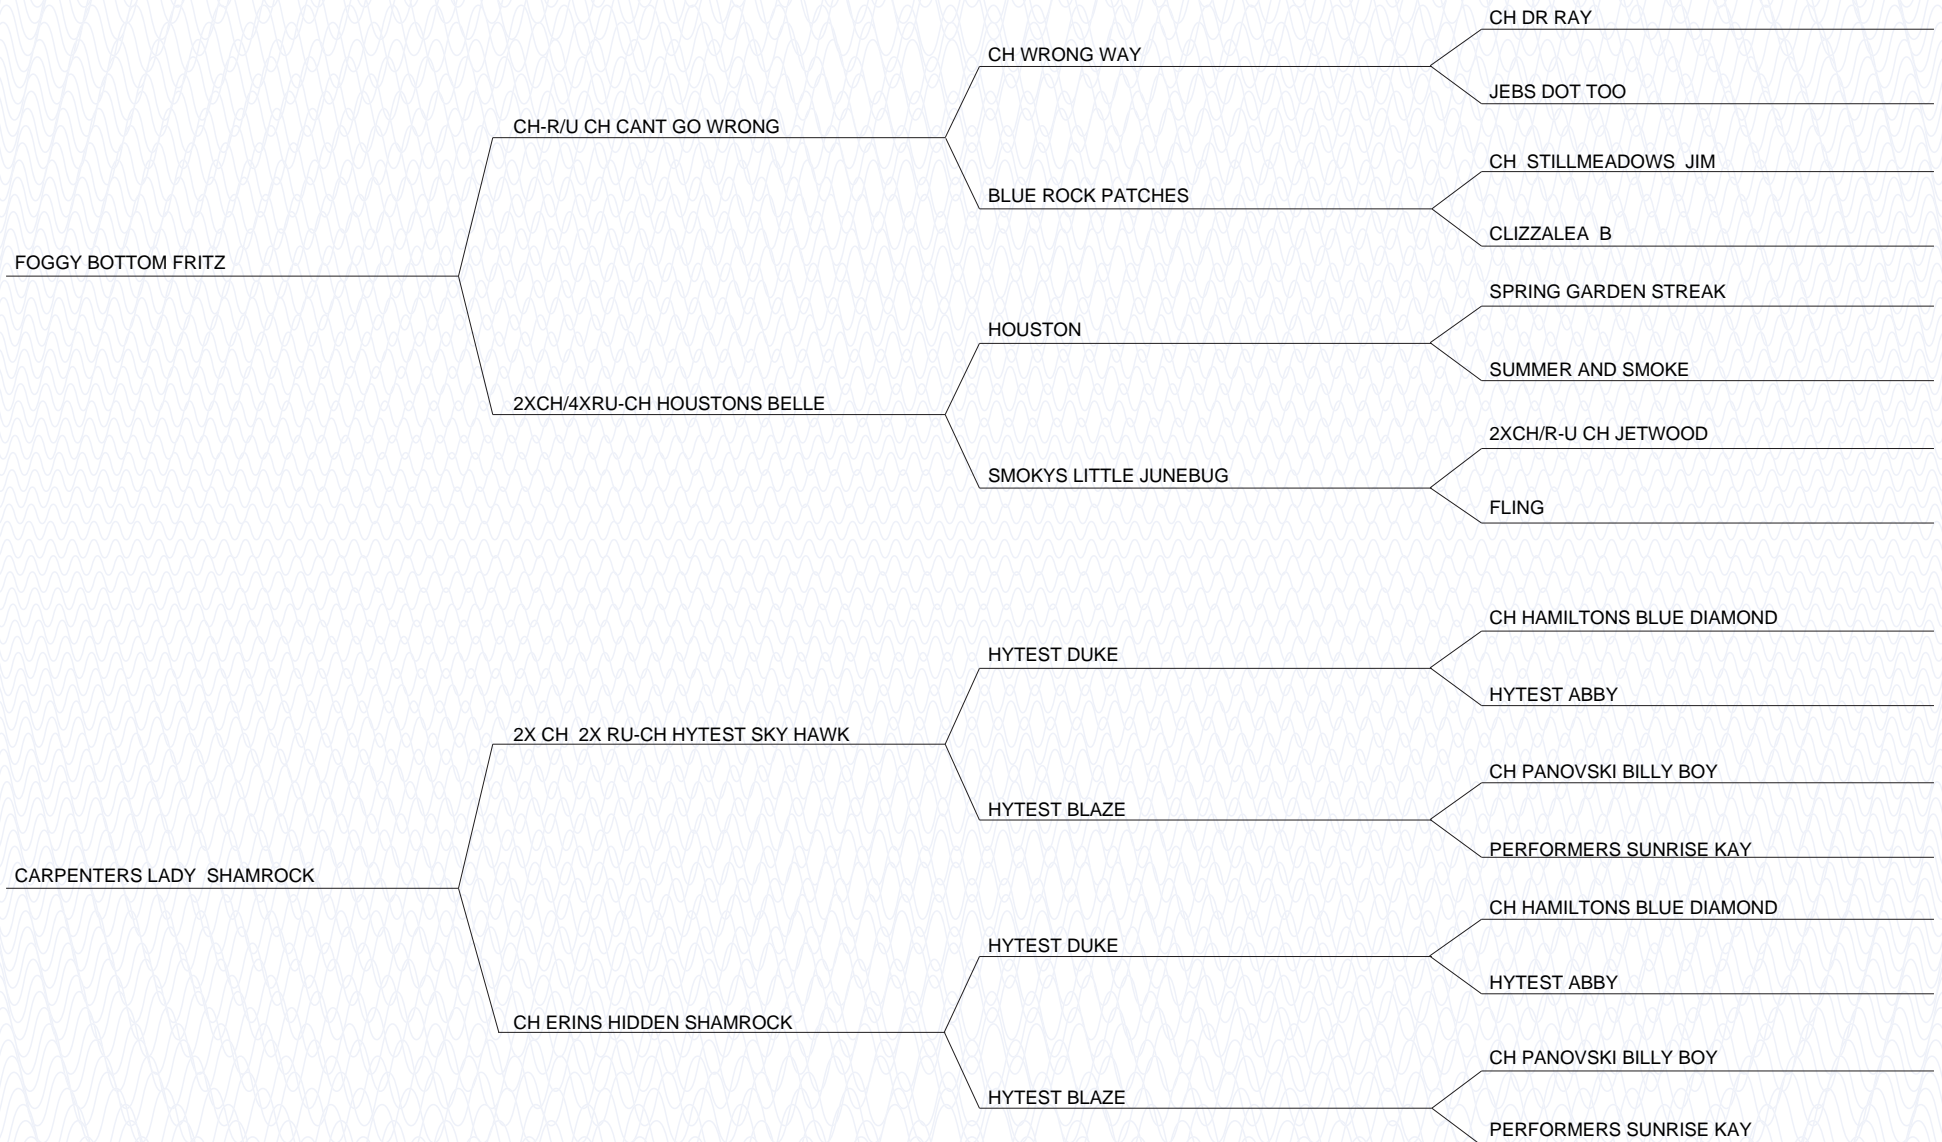 CH DR RAY
CH WRONG WAY
JEBS DOT TOO
CH-R/U CH CANT GO WRONG
CH  STILLMEADOWS  JIM
BLUE ROCK PATCHES
CLIZZALEA  B
FOGGY BOTTOM FRITZ
SPRING GARDEN STREAK
HOUSTON
SUMMER AND SMOKE
2XCH/4XRU-CH HOUSTONS BELLE
2XCH/R-U CH JETWOOD
SMOKYS LITTLE JUNEBUG
FLING
CH HAMILTONS BLUE DIAMOND
HYTEST DUKE
HYTEST ABBY
2X CH  2X RU-CH HYTEST SKY HAWK
CH PANOVSKI BILLY BOY
HYTEST BLAZE
PERFORMERS SUNRISE KAY
CARPENTERS LADY  SHAMROCK
CH HAMILTONS BLUE DIAMOND
HYTEST DUKE
HYTEST ABBY
CH ERINS HIDDEN SHAMROCK
CH PANOVSKI BILLY BOY
HYTEST BLAZE
PERFORMERS SUNRISE KAY